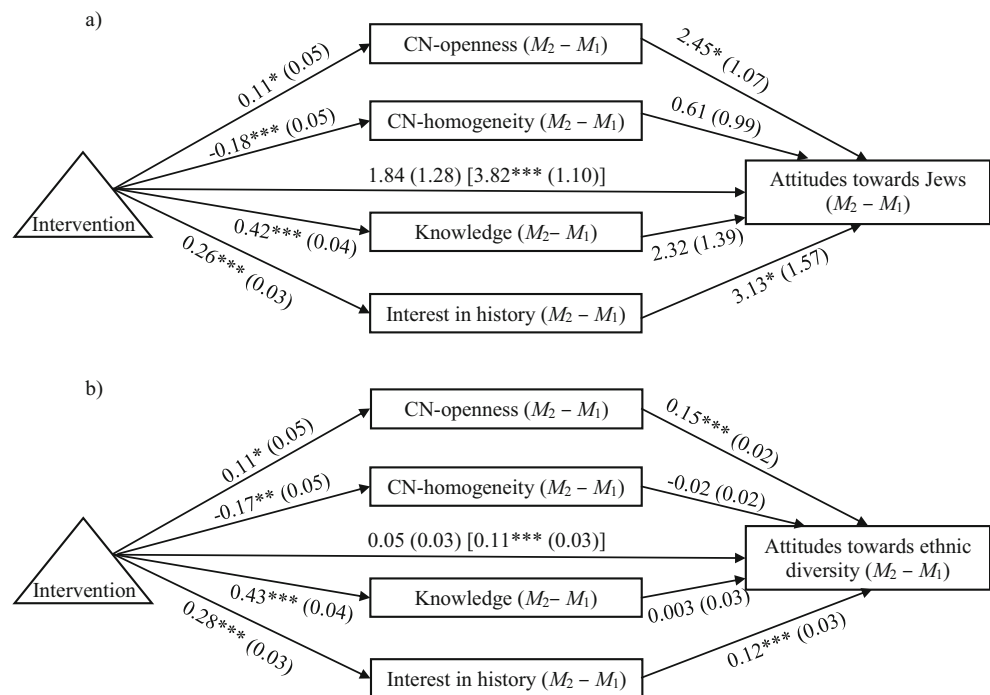 a)
CN-openness (M₂ – M₁)
0.11* (0.05)
2.45* (1.07)
CN-homogeneity (M₂ – M₁)
-0.18*** (0.05)
0.61 (0.99)
1.84 (1.28) [3.82*** (1.10)]
Intervention
Attitudes towards Jews
(M₂ – M₁)
Knowledge (M₂– M₁)
0.42*** (0.04)
2.32 (1.39)
Interest in history (M₂ – M₁)
0.26*** (0.03)
3.13* (1.57)
b)
CN-openness (M₂ – M₁)
0.11* (0.05)
0.15*** (0.02)
CN-homogeneity (M₂ – M₁)
-0.17** (0.05)
-0.02 (0.02)
0.05 (0.03) [0.11*** (0.03)]
Intervention
Attitudes towards ethnic
diversity (M₂ – M₁)
Knowledge (M₂– M₁)
0.43*** (0.04)
0.003 (0.03)
Interest in history (M₂ – M₁)
0.28*** (0.03)
0.12*** (0.03)